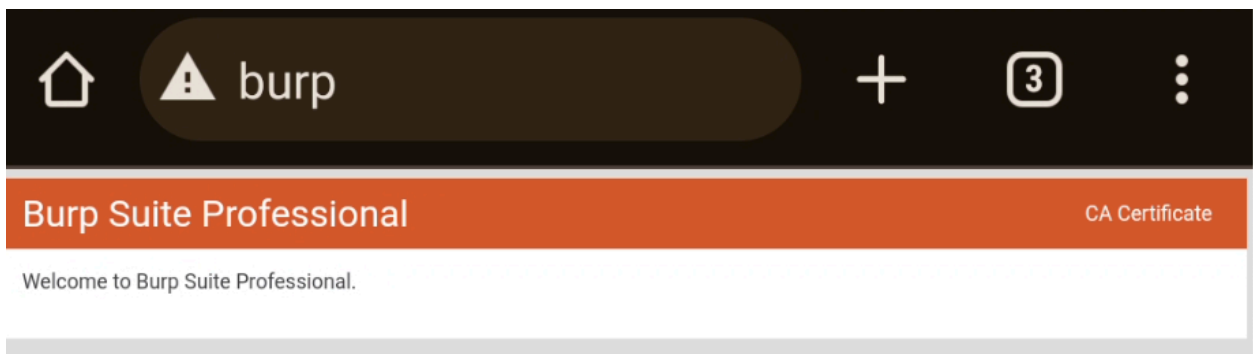 burp
3
Burp Suite Professional
CA Certificate
Welcome to Burp Suite Professional.